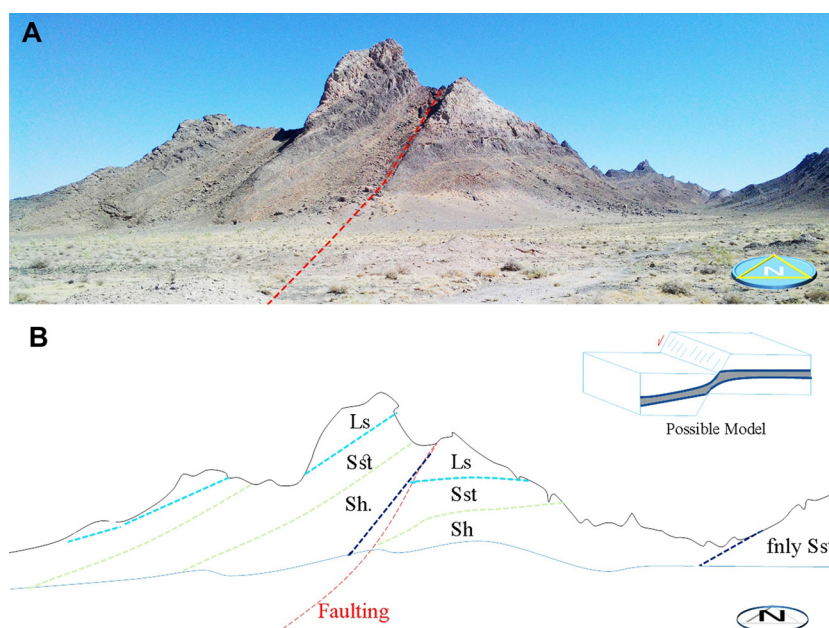 A
N
B
Possible Model
Ls
Sst
Sh.
Ls
Sst
Sh
fnly Sst
Faulting
N